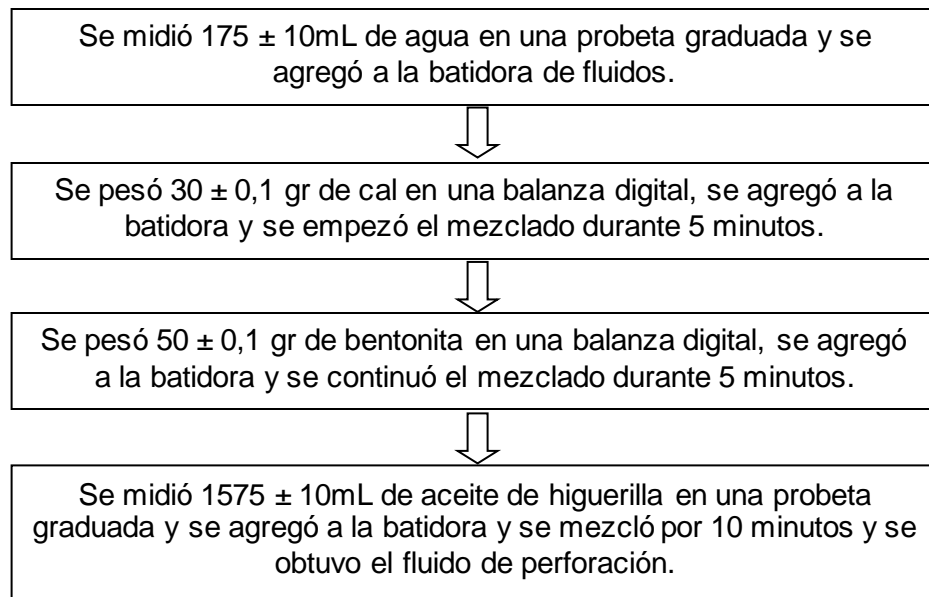 Se midió 175 ± 10mL de agua en una probeta graduada y se
agregó a la batidora de fluidos.
Se pesó 30 ± 0,1 gr de cal en una balanza digital, se agregó a la
batidora y se empezó el mezclado durante 5 minutos.
Se pesó 50 ± 0,1 gr de bentonita en una balanza digital, se agregó
a la batidora y se continuó el mezclado durante 5 minutos.
Se midió 1575 ± 10mL de aceite de higuerilla en una probeta
graduada y se agregó a la batidora y se mezcló por 10 minutos y se
obtuvo el fluido de perforación.